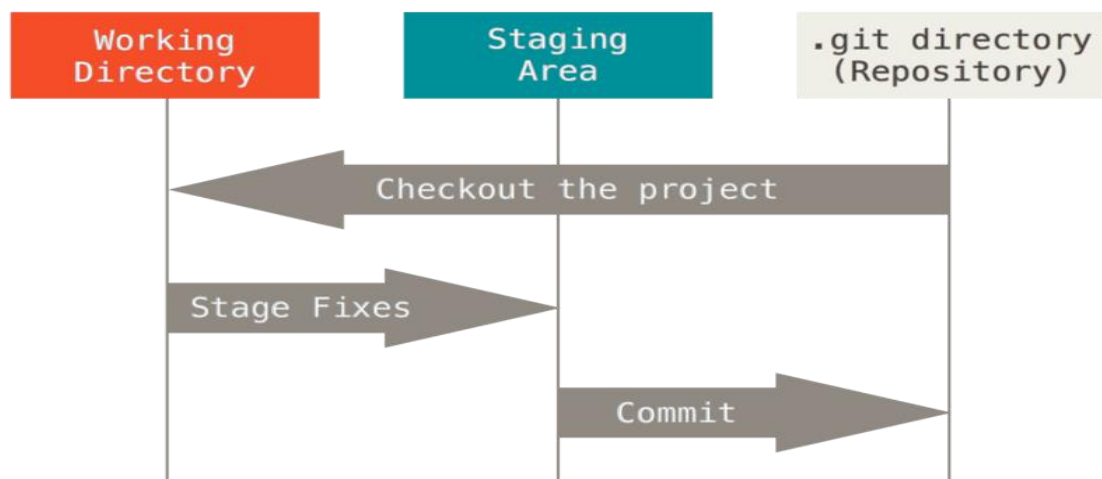 Working
Directory
Staging
Area
.git directory
(Repository)
Checkout the project
Stage Fixes
Commit